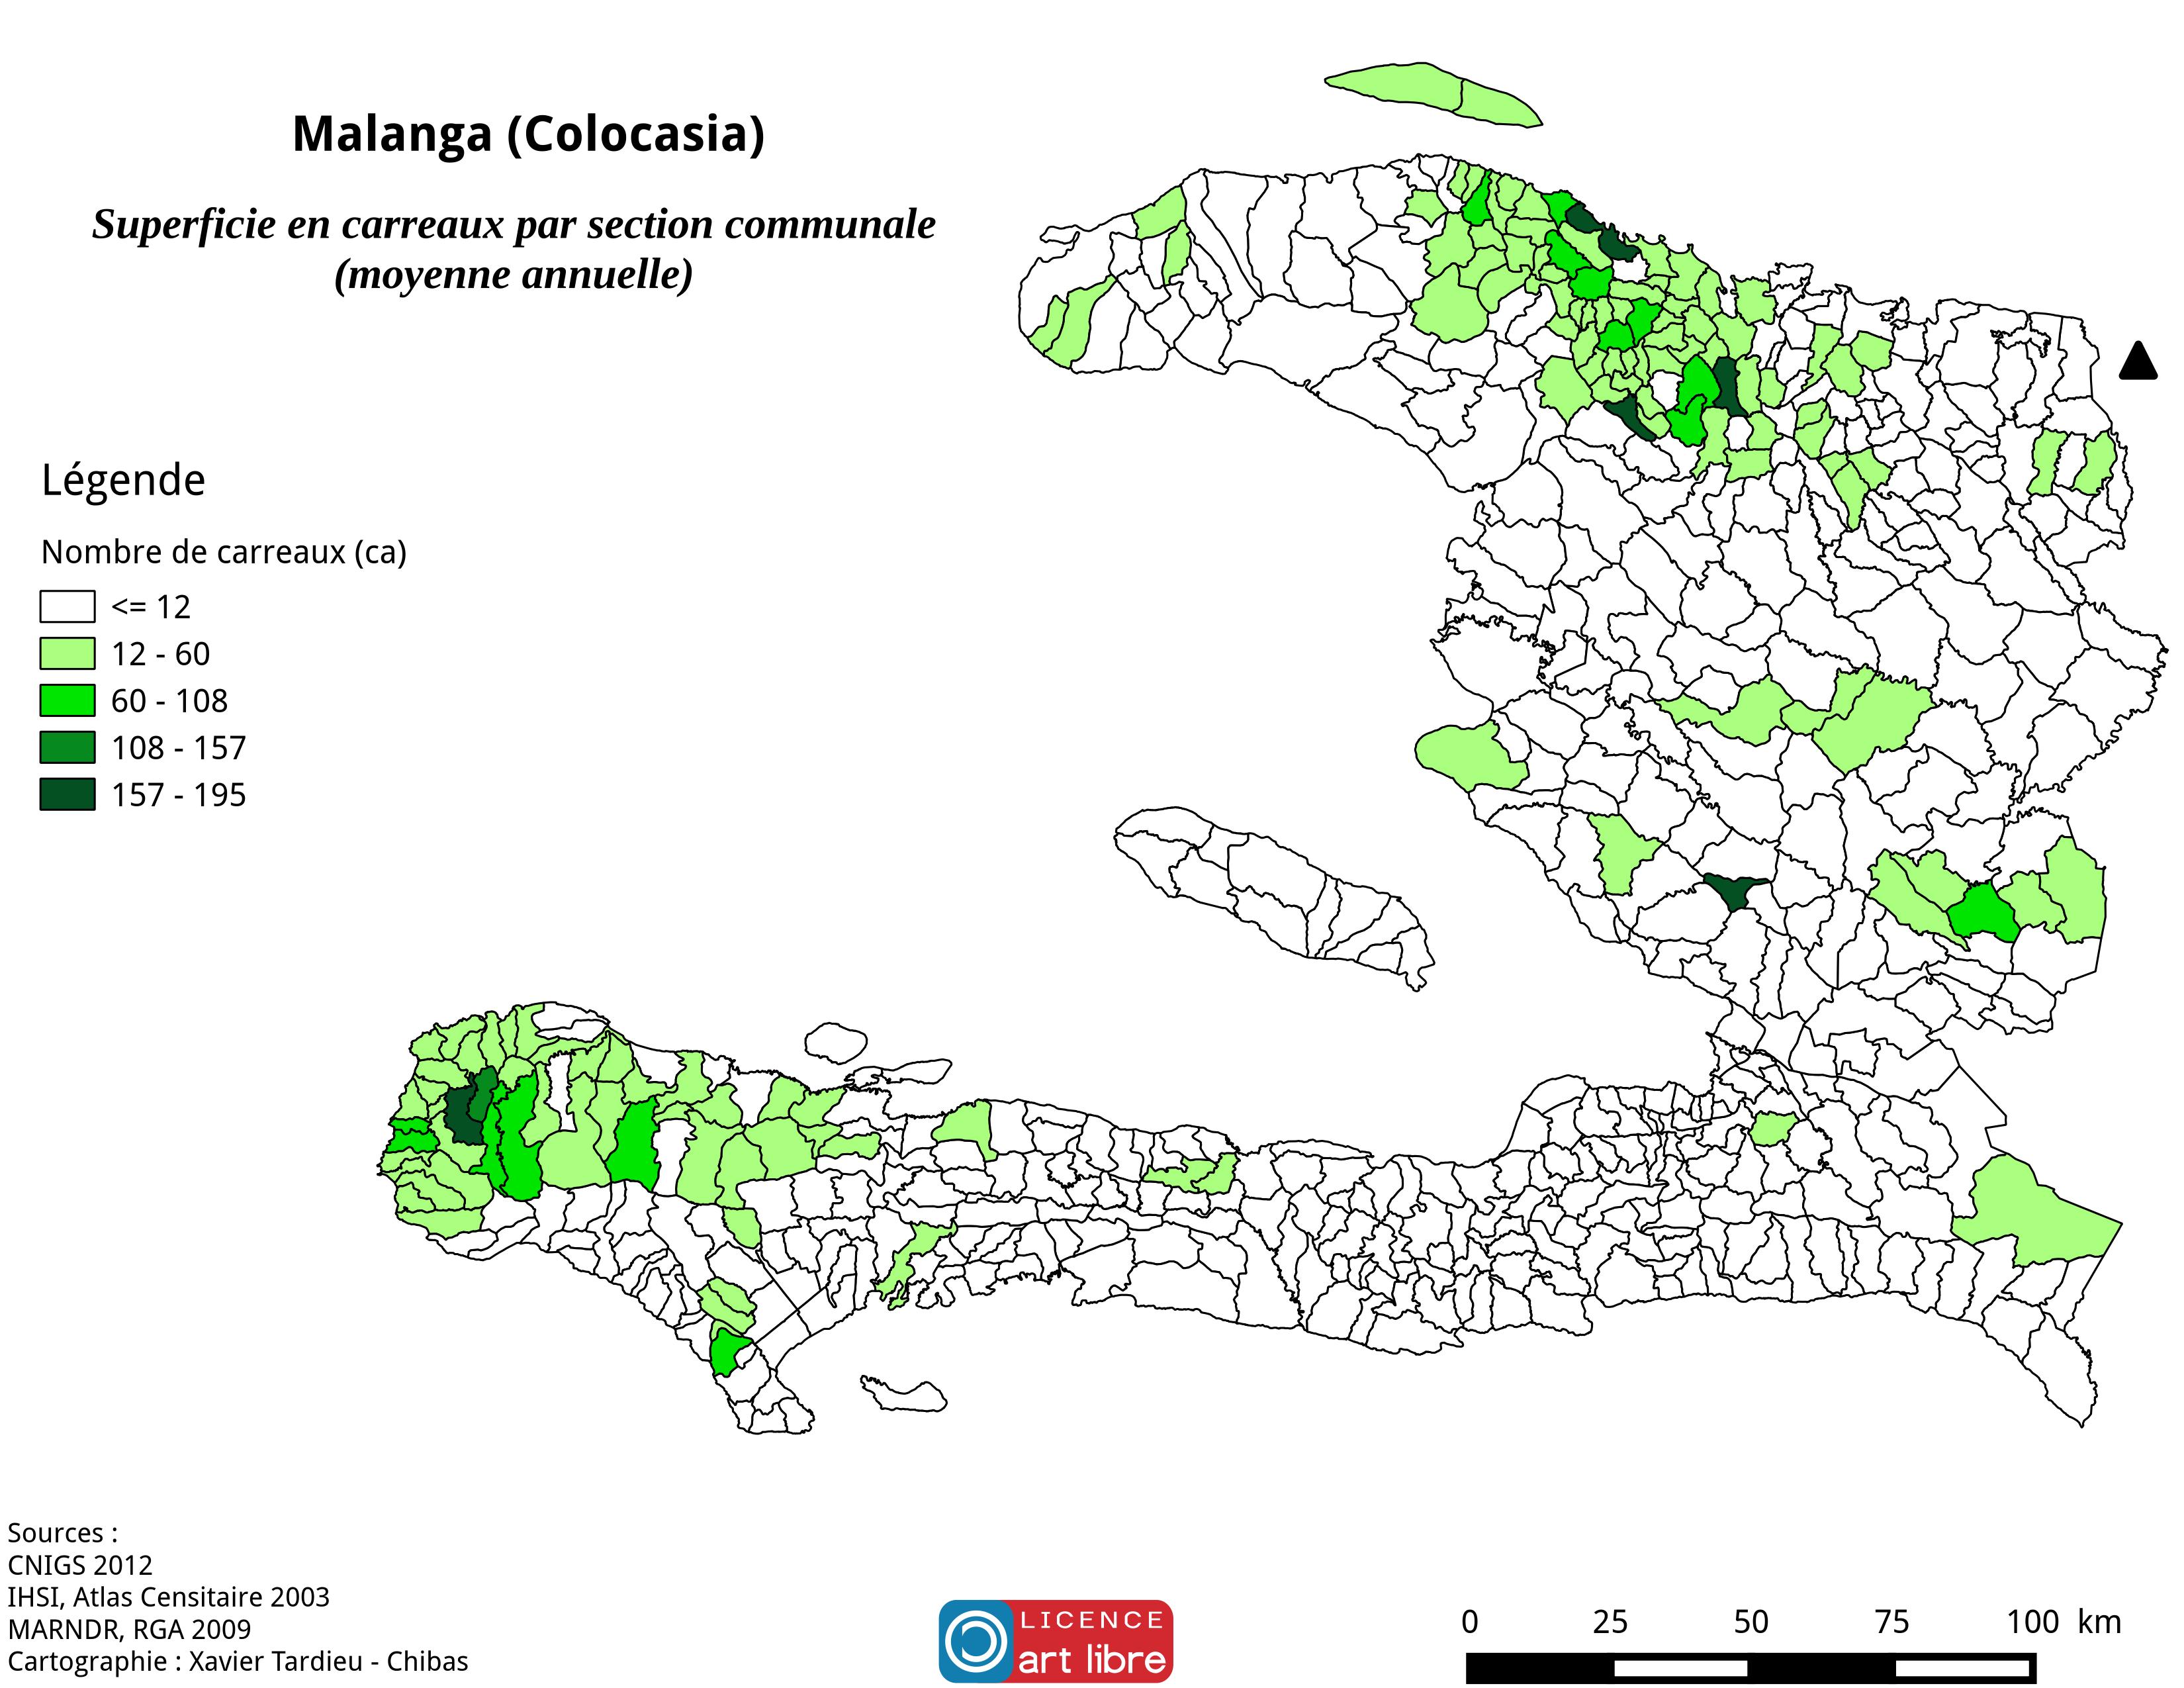 Malanga (Colocasia)
Superficie en carreaux par section communale
(moyenne annuelle)
Légende
Nombre de carreaux (ca)
<= 12
12 - 60
60 - 108
108 - 157
157 - 195
Sources :
CNIGS 2012
IHSI, Atlas Censitaire 2003
MARNDR, RGA 2009
Cartographie : Xavier Tardieu - Chibas
LICENCE
art libre
0 25 50 75 100 km